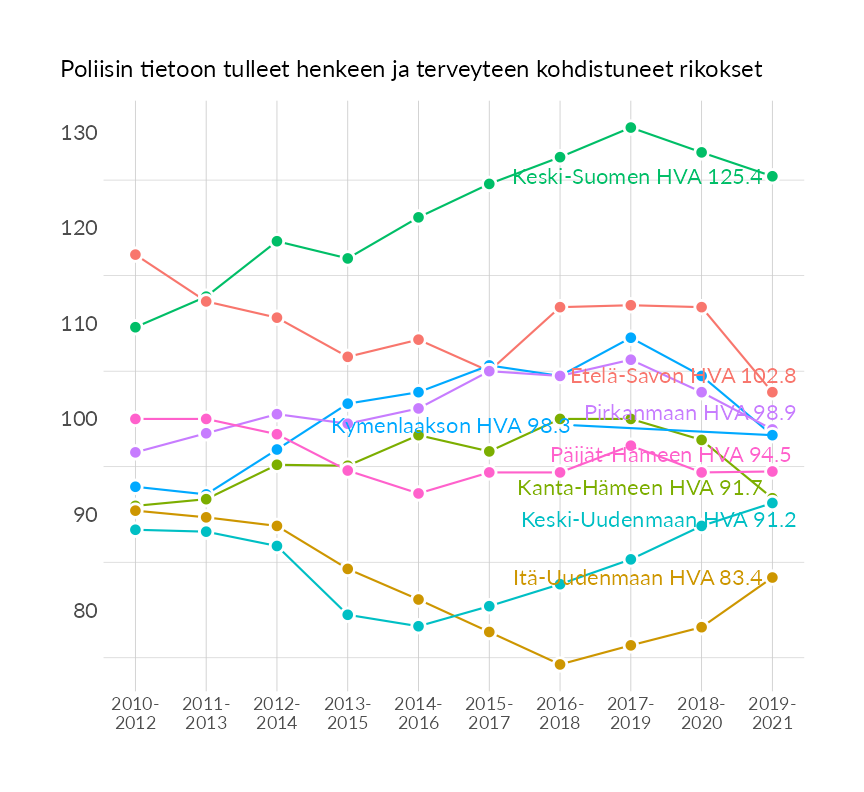 Poliisin tietoon tulleet henkeen ja terveyteen kohdistuneet rikokset
130
120
110
100
90
80
Keski-Suomen HVA 125.4
Etelä-Savon HVA 102.8
Pirkanmaan HVA 98.9
Kymenlaakson HVA 98.3
Päijät-Hämeen HVA 94.5
Kanta-Hämeen HVA 91.7
Keski-Uudenmaan HVA 91.2
Itä-Uudenmaan HVA 83.4
2010- 2011- 2012- 2013- 2014- 2015- 2016- 2017- 2018- 2019-
2012 2013 2014 2015 2016 2017 2018 2019 2020 2021